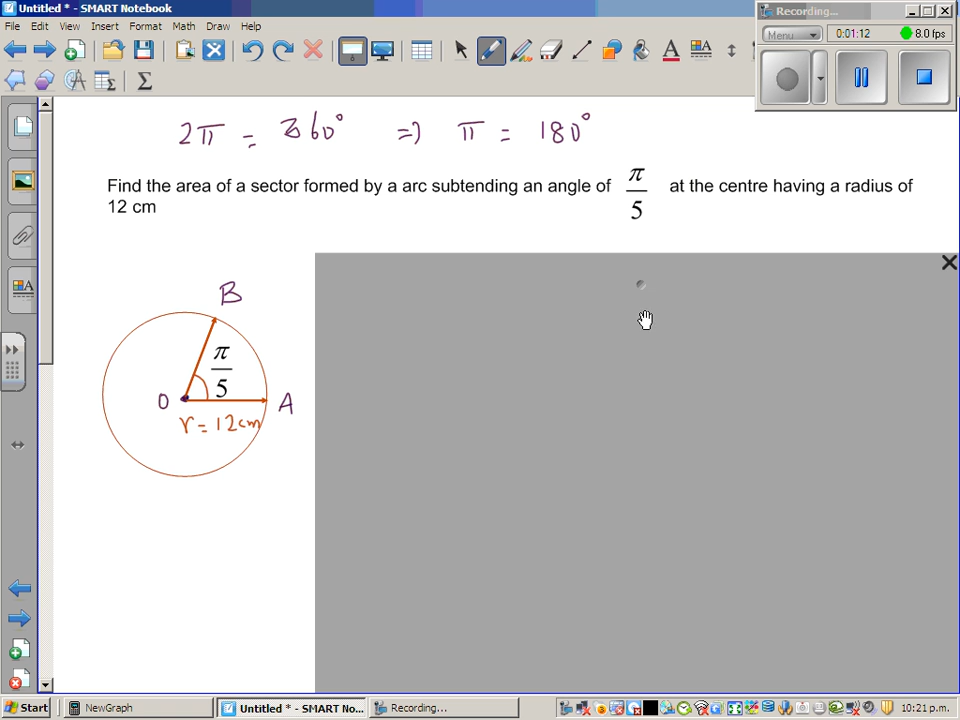 Untitled * - SMART Notebook
Recording...
File Edit View Insert Format Math Draw Help
Menu 0:01:12 8.0 fps
2π = 360° => π = 180°
Find the area of a sector formed by a arc subtending an angle of π/5 at the centre having a radius of
12 cm
B
π
5
O A
r = 12cm
Start NewGraph Untitled * - SMART No... Recording... 10:21 p.m.